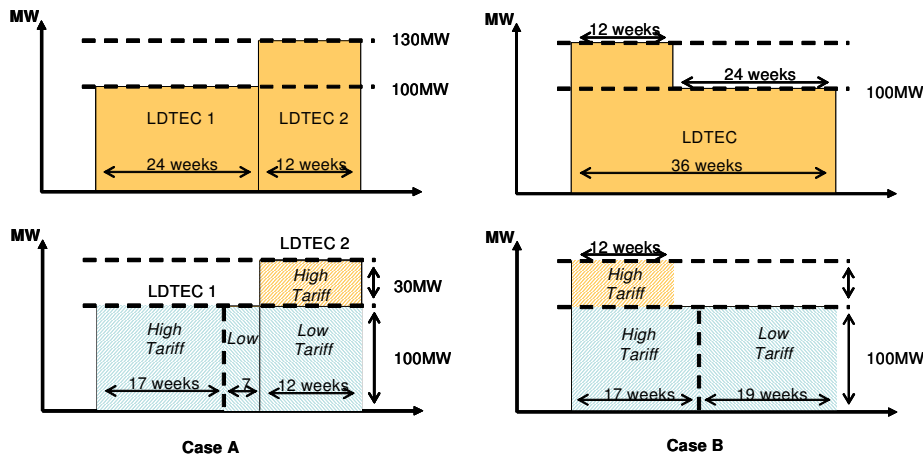 MW
130MW
100MW
LDTEC 1
LDTEC 2
24 weeks
12 weeks
MW
12 weeks
24 weeks
100MW
LDTEC
36 weeks
MW
LDTEC 2
High
Tariff
30MW
LDTEC 1
High
Tariff
Low
Low
Tariff
100MW
17 weeks
7
12 weeks
Case A
MW
12 weeks
High
Tariff
30MW
High
Tariff
Low
Tariff
100MW
17 weeks
19 weeks
Case B